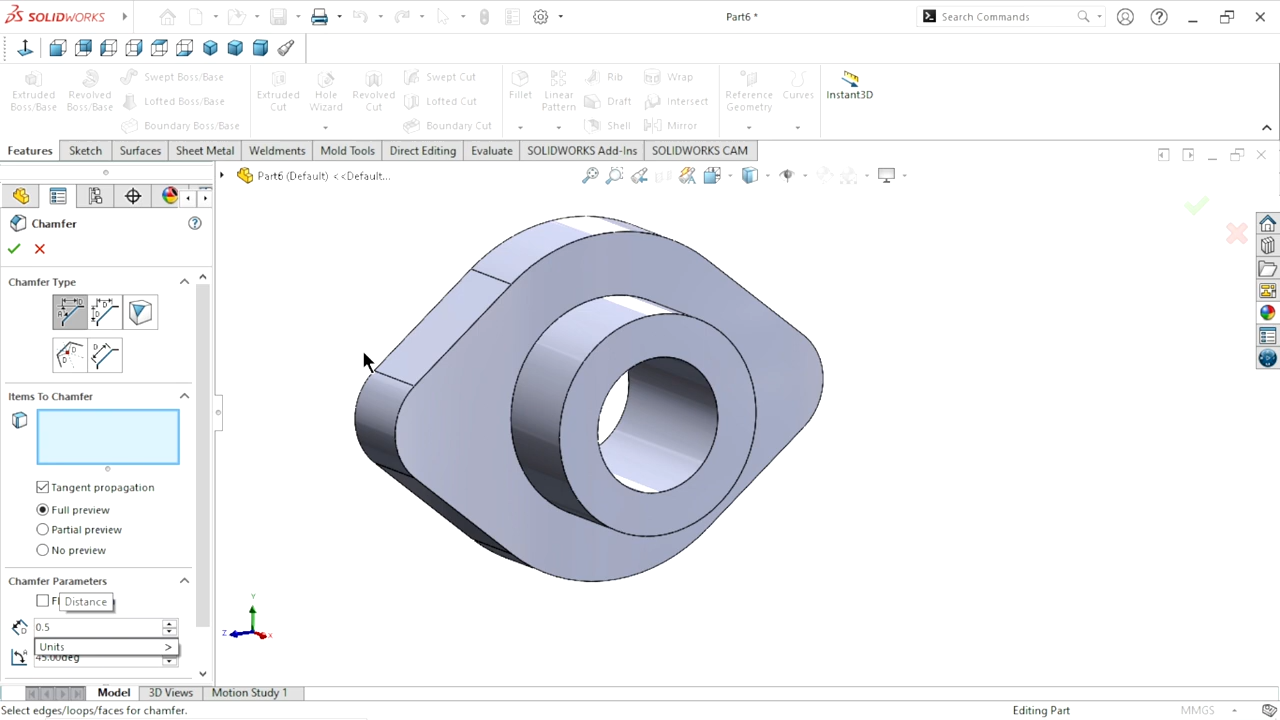 SOLIDWORKS
Part6 *
Search Commands
Extruded Boss/Base
Revolved Boss/Base
Swept Boss/Base
Lofted Boss/Base
Boundary Boss/Base
Extruded Cut
Hole Wizard
Revolved Cut
Swept Cut
Lofted Cut
Boundary Cut
Fillet
Linear Pattern
Rib
Draft
Shell
Wrap
Intersect
Mirror
Reference Geometry
Curves
Instant3D
Features Sketch Surfaces Sheet Metal Weldments Mold Tools Direct Editing Evaluate SOLIDWORKS Add-Ins SOLIDWORKS CAM
Part6 (Default) <<Default...
Chamfer
Chamfer Type
Items To Chamfer
Tangent propagation
Full preview
Partial preview
No preview
Chamfer Parameters
Distance
0.5
Units >
45.00deg
Y
Z
X
Model 3D Views Motion Study 1
Select edges/loops/faces for chamfer.
Editing Part
MMGS